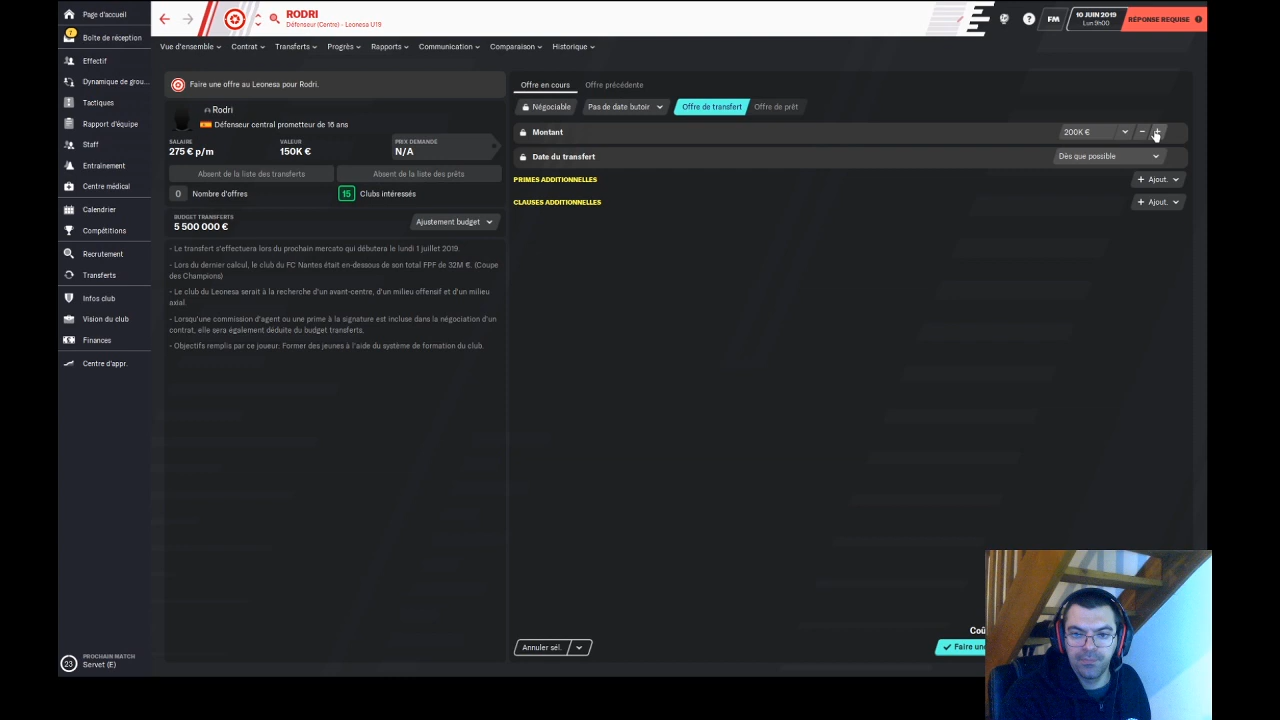 Page d'accueil
7
Boîte de réception
Effectif
Dynamique de grou...
Tactiques
Rapport d'équipe
Staff
Entraînement
Centre médical
Calendrier
Compétitions
Recrutement
Transferts
Infos club
Vision du club
Finances
Centre d'appr.
23
PROCHAIN MATCH
Servet (E)
RODRI
Défenseur (Centre) - Leonesa U19
FM
10 JUIN 2019
Lun 9h00
RÉPONSE REQUISE
Vue d'ensemble
Contrat
Transferts
Progrès
Rapports
Communication
Comparaison
Historique
Faire une offre au Leonesa pour Rodri.
Rodri
Défenseur central prometteur de 16 ans
SALAIRE
275 € p/m
VALEUR
150K €
PRIX DEMANDÉ
N/A
Absent de la liste des transferts
Absent de la liste des prêts
0 Nombre d'offres
15 Clubs intéressés
BUDGET TRANSFERTS
5 500 000 €
Ajustement budget
- Le transfert s'effectuera lors du prochain mercato qui débutera le lundi 1 juillet 2019.
- Lors du dernier calcul, le club du FC Nantes était en-dessous de son total FPF de 32M €. (Coupe
des Champions)
- Le club du Leonesa serait à la recherche d'un avant-centre, d'un milieu offensif et d'un milieu
axial.
- Lorsqu'une commission d'agent ou une prime à la signature est incluse dans la négociation d'un
contrat, elle sera également déduite du budget transferts.
- Objectifs remplis par ce joueur: Former des jeunes à l'aide du système de formation du club.
Offre en cours
Offre précédente
Négociable
Pas de date butoir
Offre de transfert
Offre de prêt
Montant
200K €
Date du transfert
Dès que possible
PRIMES ADDITIONNELLES
+ Ajout.
CLAUSES ADDITIONNELLES
+ Ajout.
Annuler sél.
Coû
Faire une